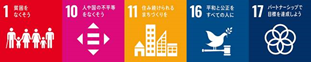 1 貧困を
なくそう
10 人や国の不平等
をなくそう
11 住み続けられる
まちづくりを
16 平和と公正を
すべての人に
17 パートナーシップで
目標を達成しよう